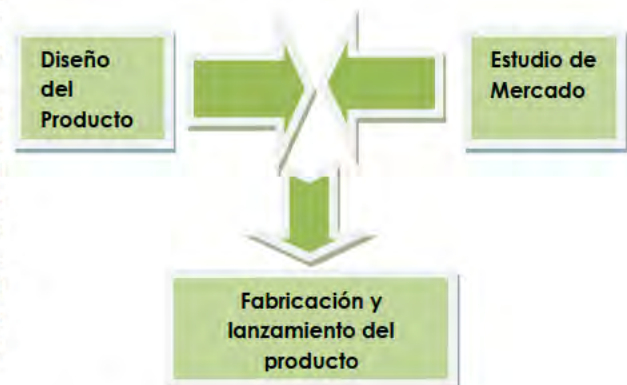 Diseño
del
Producto
Estudio de
Mercado
Fabricación y
lanzamiento del
producto